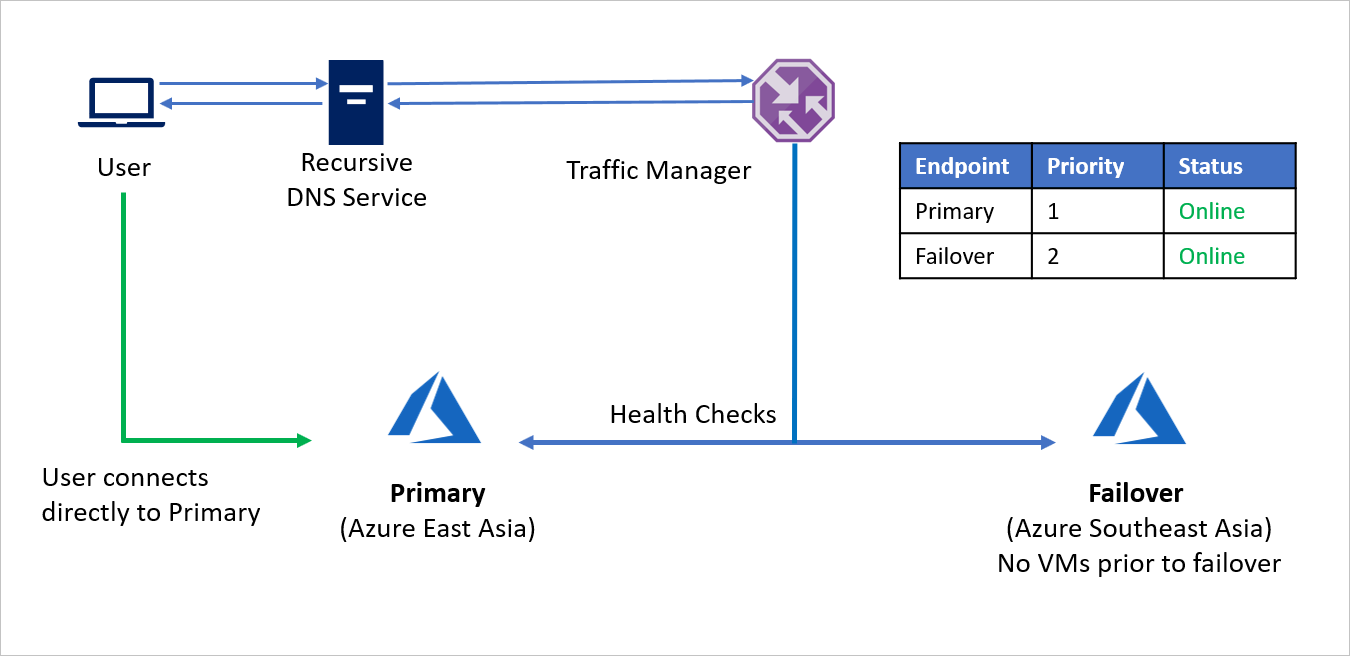 User
Recursive
DNS Service
Traffic Manager
Endpoint Priority Status
Primary 1 Online
Failover 2 Online
Health Checks
User connects
directly to Primary
Primary
(Azure East Asia)
Failover
(Azure Southeast Asia)
No VMs prior to failover